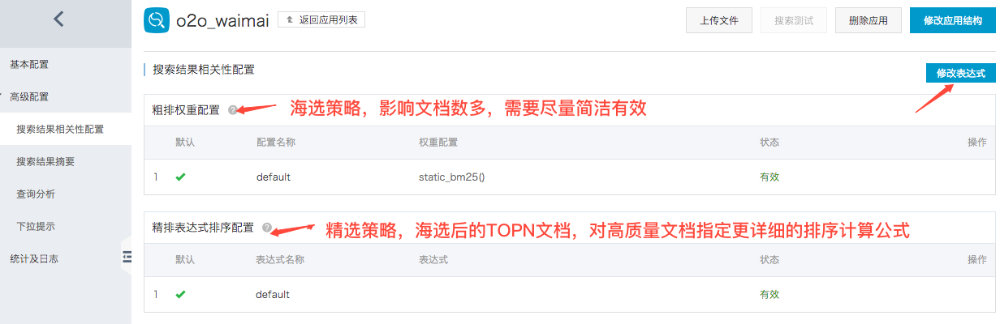 o2o_waimai
返回应用列表
上传文件
搜索测试
删除应用
修改应用结构
基本配置
高级配置
搜索结果相关性配置
搜索结果摘要
查询分析
下拉提示
统计及日志
搜索结果相关性配置
修改表达式
粗排权重配置 ? 海选策略，影响文档数多，需要尽量简洁有效
默认 配置名称 权重配置 状态 操作
1 default static_bm25() 有效
精排表达式排序配置 ? 精选策略，海选后的TOPN文档，对高质量文档指定更详细的排序计算公式
默认 表达式名称 表达式 状态 操作
1 default 有效